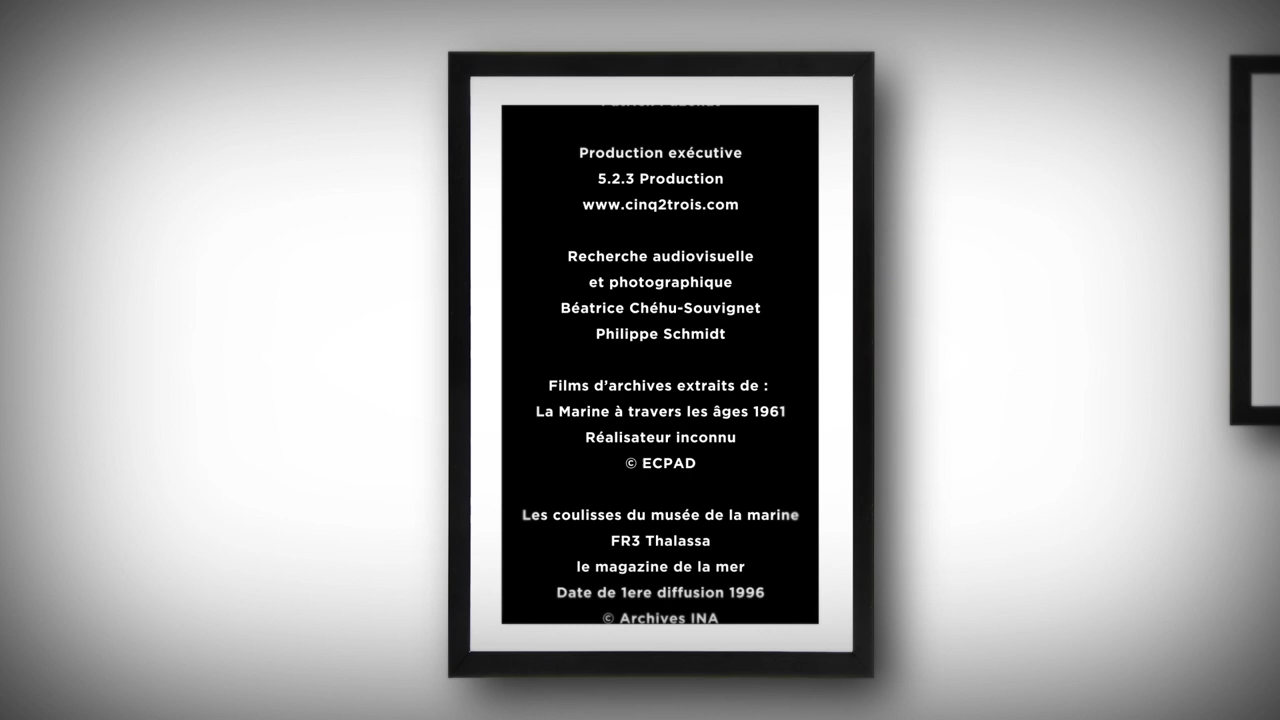 Production exécutive
5.2.3 Production
www.cinq2trois.com
Recherche audiovisuelle
et photographique
Béatrice Chéhu-Souvignet
Philippe Schmidt
Films d’archives extraits de :
La Marine à travers les âges 1961
Réalisateur inconnu
© ECPAD
Les coulisses du musée de la marine
FR3 Thalassa
le magazine de la mer
Date de 1ere diffusion 1996
© Archives INA